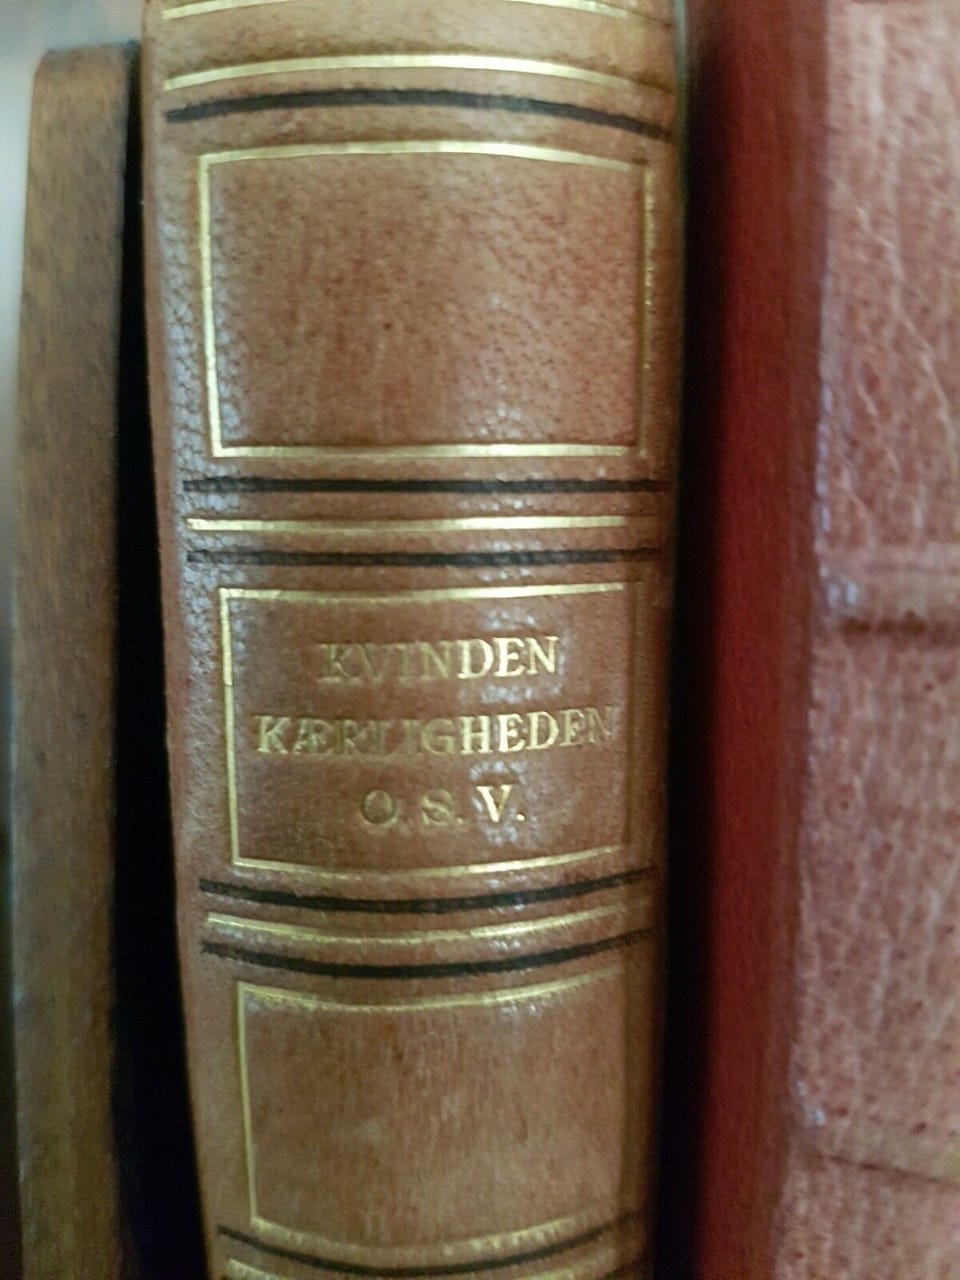 KVINDEN
KÆRLIGHEDEN
O. S. V.